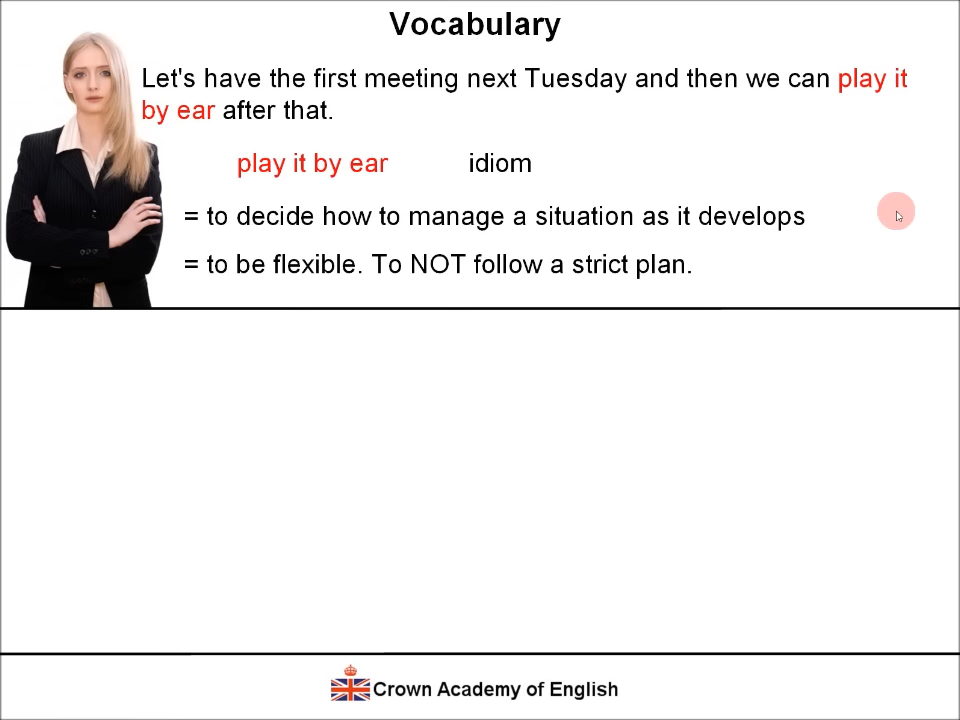 Vocabulary
Let's have the first meeting next Tuesday and then we can play it
by ear after that.
play it by ear idiom
= to decide how to manage a situation as it develops
= to be flexible. To NOT follow a strict plan.
Crown Academy of English